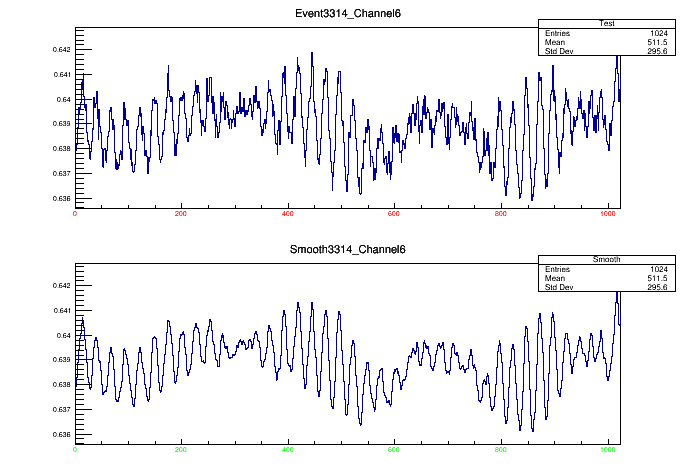 Event3314_Channel6
Test
Entries 1024
Mean 511.5
Std Dev 295.6
0.642
0.641
0.64
0.639
0.638
0.637
0.636
0 200 400 600 800 1000
Smooth3314_Channel6
Smooth
Entries 1024
Mean 511.5
Std Dev 295.6
0.642
0.641
0.64
0.639
0.638
0.637
0.636
0 200 400 600 800 1000